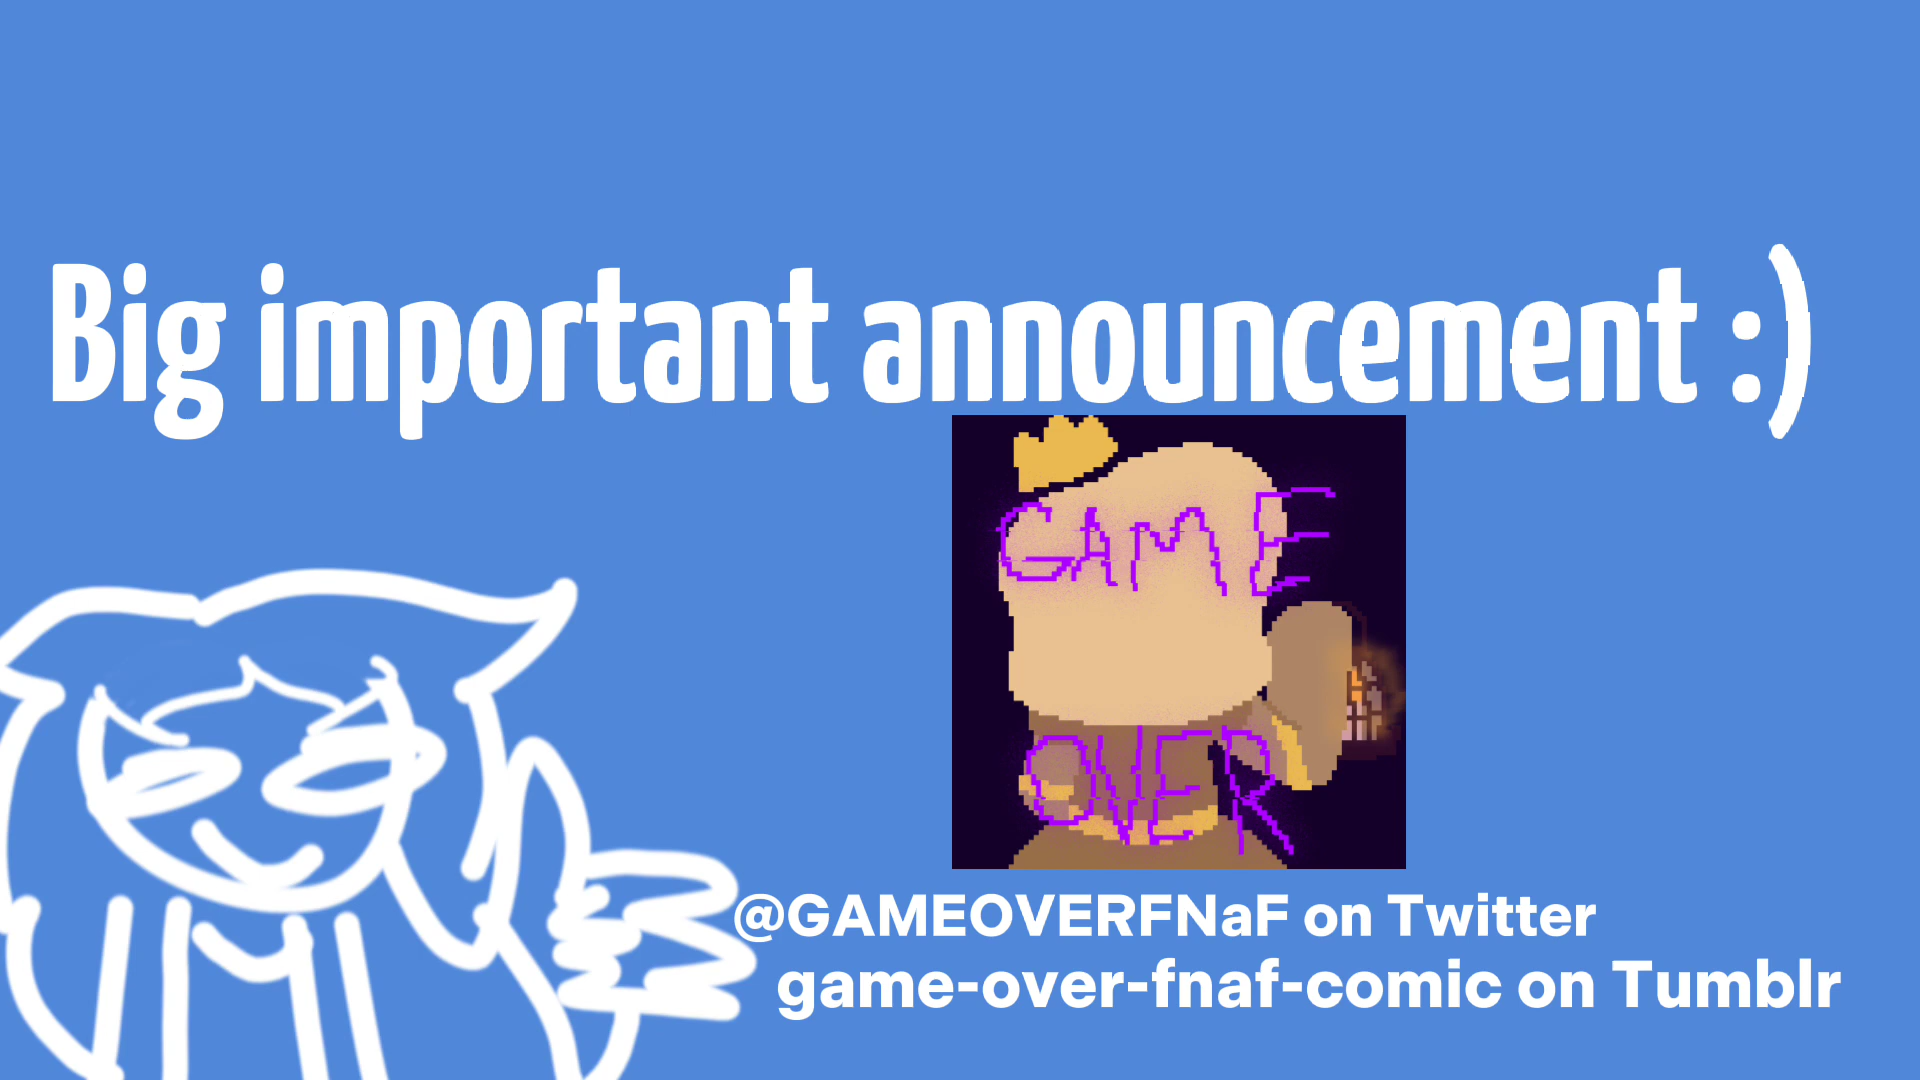 Big important announcement :)
GAME
OVER
@GAMEOVERFNaF on Twitter
game-over-fnaf-comic on Tumblr